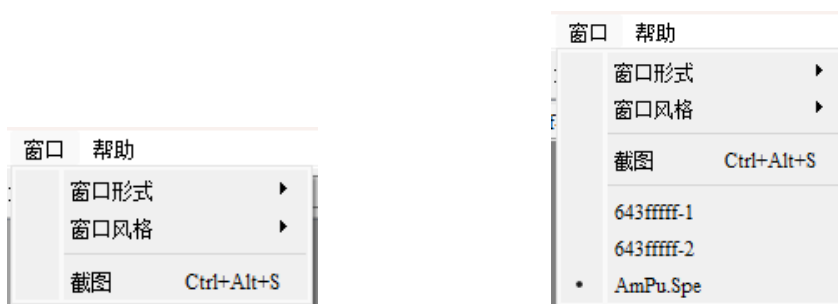 窗口 帮助
窗口形式
窗口风格
截图 Ctrl+Alt+S
窗口 帮助
窗口形式
窗口风格
截图 Ctrl+Alt+S
643fffff-1
643fffff-2
AmPu.Spe